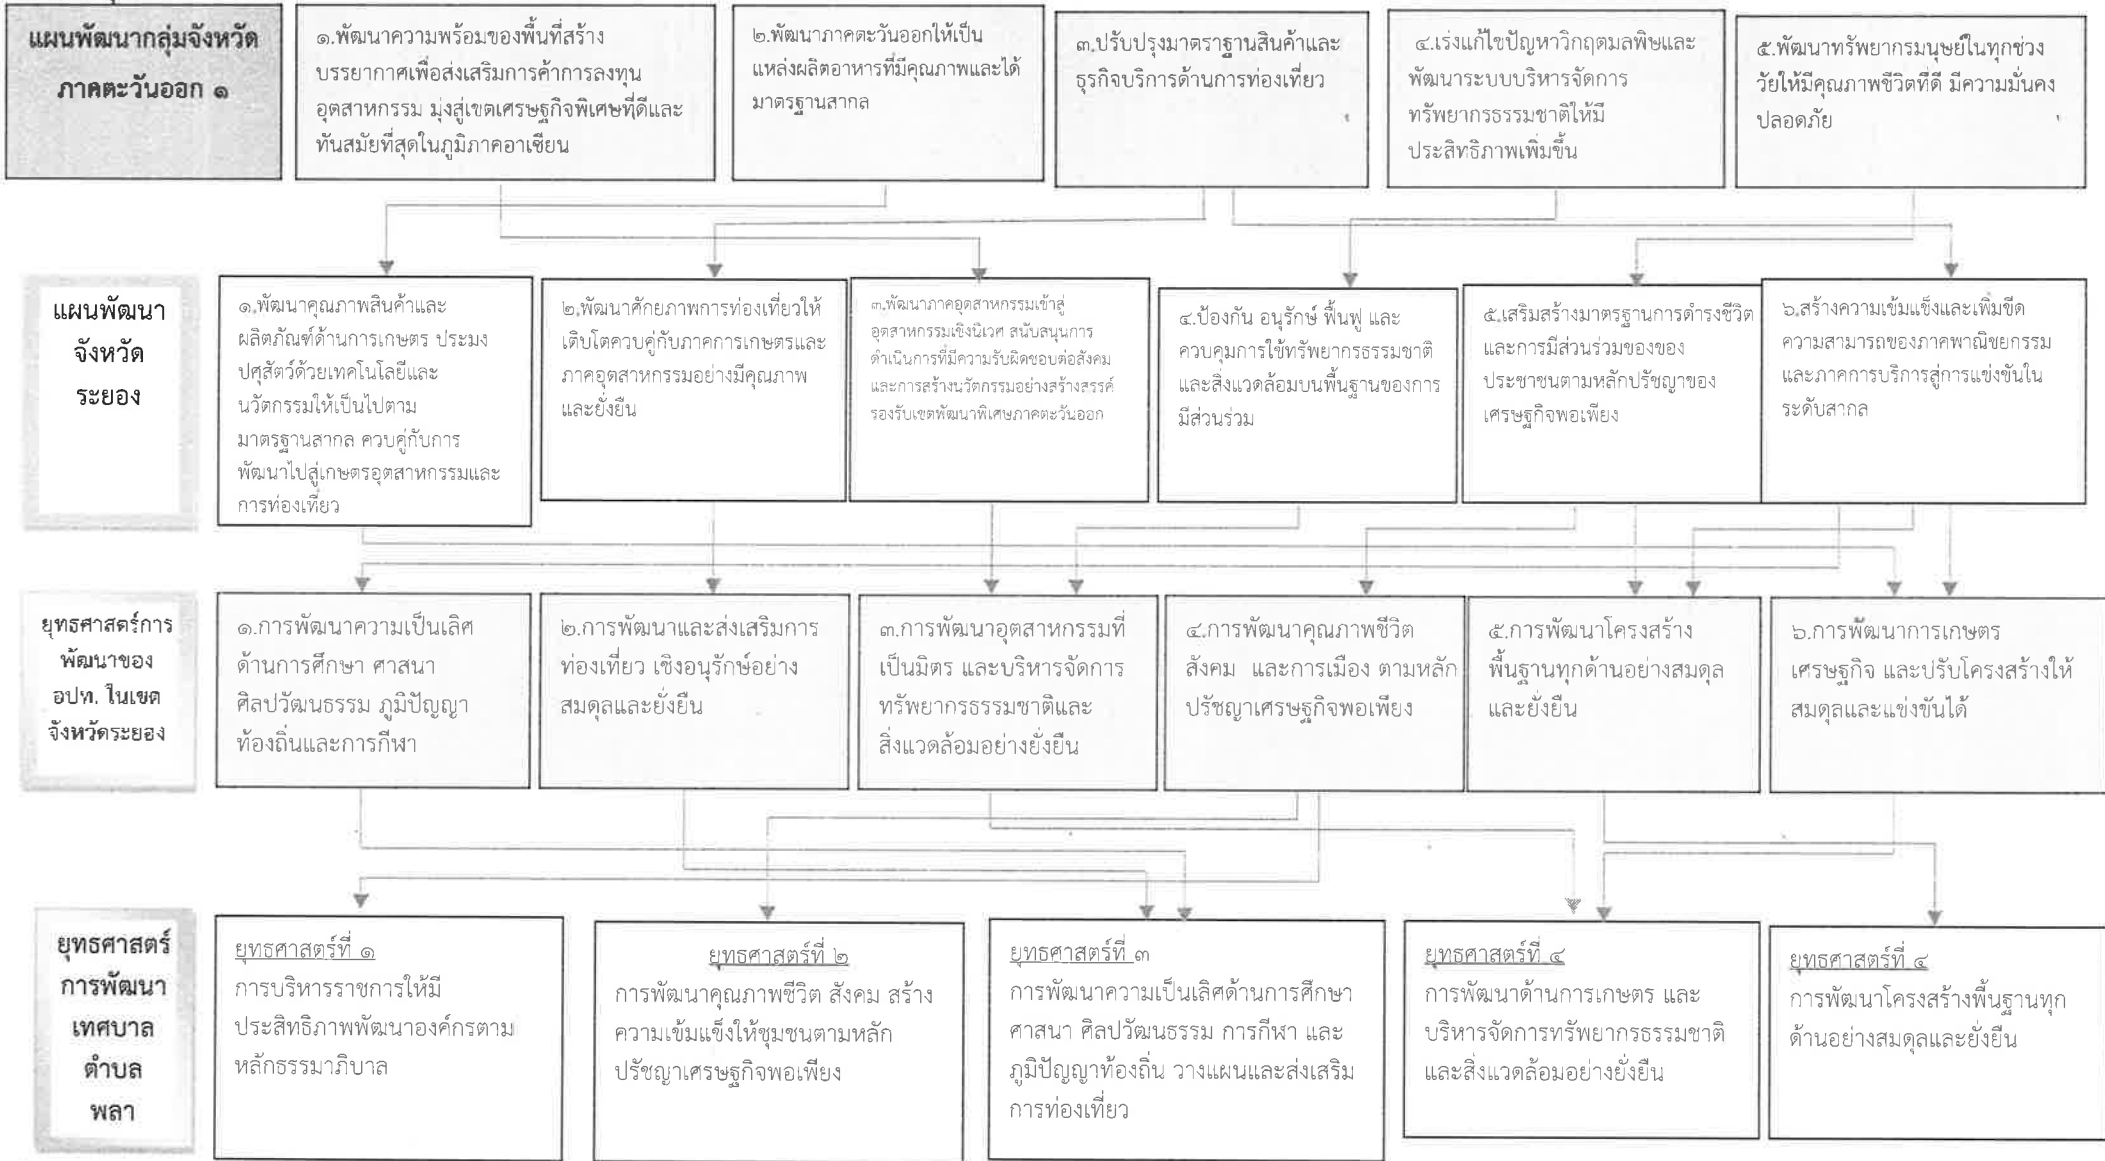 แผนพัฒนากลุ่มจังหวัด
ภาคตะวันออก ๑
๑.พัฒนาความพร้อมของพื้นที่สร้าง
บรรยากาศเพื่อส่งเสริมการค้าการลงทุน
อุตสาหกรรม มุ่งสู่เขตเศรษฐกิจพิเศษที่ดีและ
ทันสมัยที่สุดในภูมิภาคอาเซียน
๒.พัฒนาภาคตะวันออกให้เป็น
แหล่งผลิตอาหารที่มีคุณภาพและได้
มาตรฐานสากล
๓.ปรับปรุงมาตราฐานสินค้าและ
ธุรกิจบริการด้านการท่องเที่ยว
๔.เร่งแก้ไขปัญหาวิกฤตมลพิษและ
พัฒนาระบบบริหารจัดการ
ทรัพยากรธรรมชาติให้มี
ประสิทธิภาพเพิ่มขึ้น
๕.พัฒนาทรัพยากรมนุษย์ในทุกช่วง
วัยให้มีคุณภาพชีวิตที่ดี มีความมั่นคง
ปลอดภัย
แผนพัฒนา
จังหวัด
ระยอง
๑.พัฒนาคุณภาพสินค้าและ
ผลิตภัณฑ์ด้านการเกษตร ประมง
ปศุสัตว์ด้วยเทคโนโลยีและ
นวัตกรรมให้เป็นไปตาม
มาตรฐานสากล ควบคู่กับการ
พัฒนาไปสู่เกษตรอุตสาหกรรมและ
การท่องเที่ยว
๒.พัฒนาศักยภาพการท่องเที่ยวให้
เติบโตควบคู่กับภาคการเกษตรและ
ภาคอุตสาหกรรมอย่างมีคุณภาพ
และยั่งยืน
๓.พัฒนาภาคอุตสาหกรรมเข้าสู่
อุตสาหกรรมเชิงนิเวศ สนับสนุนการ
ดำเนินการที่มีความรับผิดชอบต่อสังคม
และการสร้างนวัตกรรมอย่างสร้างสรรค์
รองรับเขตพัฒนาพิเศษภาคตะวันออก
๔.ป้องกัน อนุรักษ์ ฟื้นฟู และ
ควบคุมการใช้ทรัพยากรธรรมชาติ
และสิ่งแวดล้อมบนพื้นฐานของการ
มีส่วนร่วม
๕.เสริมสร้างมาตรฐานการดำรงชีวิต
และการมีส่วนร่วมของของ
ประชาชนตามหลักปรัชญาของ
เศรษฐกิจพอเพียง
๖.สร้างความเข้มแข็งและเพิ่มขีด
ความสามารถของภาคพาณิชยกรรม
และภาคการบริการสู่การแข่งขันใน
ระดับสากล
ยุทธศาสตร์การ
พัฒนาของ
อปท. ในเขต
จังหวัดระยอง
๑.การพัฒนาความเป็นเลิศ
ด้านการศึกษา ศาสนา
ศิลปวัฒนธรรม ภูมิปัญญา
ท้องถิ่นและการกีฬา
๒.การพัฒนาและส่งเสริมการ
ท่องเที่ยว เชิงอนุรักษ์อย่าง
สมดุลและยั่งยืน
๓.การพัฒนาอุตสาหกรรมที่
เป็นมิตร และบริหารจัดการ
ทรัพยากรธรรมชาติและ
สิ่งแวดล้อมอย่างยั่งยืน
๔.การพัฒนาคุณภาพชีวิต
สังคม และการเมือง ตามหลัก
ปรัชญาเศรษฐกิจพอเพียง
๕.การพัฒนาโครงสร้าง
พื้นฐานทุกด้านอย่างสมดุล
และยั่งยืน
๖.การพัฒนาการเกษตร
เศรษฐกิจ และปรับโครงสร้างให้
สมดุลและแข่งขันได้
ยุทธศาสตร์
การพัฒนา
เทศบาล
ตำบล
พลา
ยุทธศาสตร์ที่ ๑
การบริหารราชการให้มี
ประสิทธิภาพพัฒนาองค์กรตาม
หลักธรรมาภิบาล
ยุทธศาสตร์ที่ ๒
การพัฒนาคุณภาพชีวิต สังคม สร้าง
ความเข้มแข็งให้ชุมชนตามหลัก
ปรัชญาเศรษฐกิจพอเพียง
ยุทธศาสตร์ที่ ๓
การพัฒนาความเป็นเลิศด้านการศึกษา
ศาสนา ศิลปวัฒนธรรม การกีฬา และ
ภูมิปัญญาท้องถิ่น วางแผนและส่งเสริม
การท่องเที่ยว
ยุทธศาสตร์ที่ ๔
การพัฒนาด้านการเกษตร และ
บริหารจัดการทรัพยากรธรรมชาติ
และสิ่งแวดล้อมอย่างยั่งยืน
ยุทธศาสตร์ที่ ๔
การพัฒนาโครงสร้างพื้นฐานทุก
ด้านอย่างสมดุลและยั่งยืน